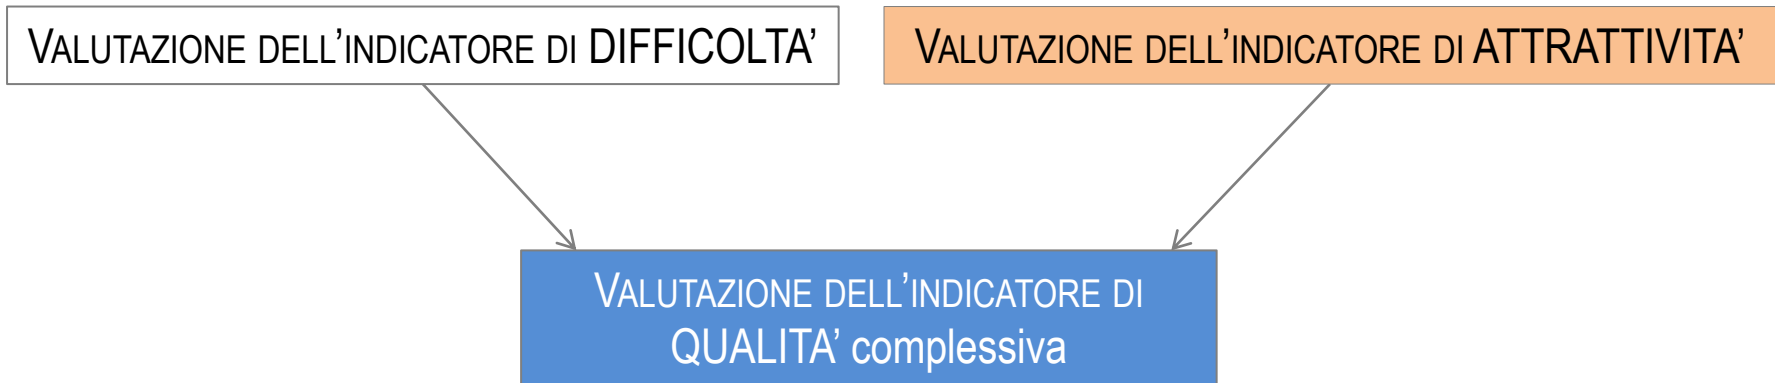 VALUTAZIONE DELL'INDICATORE DI DIFFICOLTA'
VALUTAZIONE DELL'INDICATORE DI ATTRATTIVITA'
VALUTAZIONE DELL'INDICATORE DI
QUALITA' complessiva